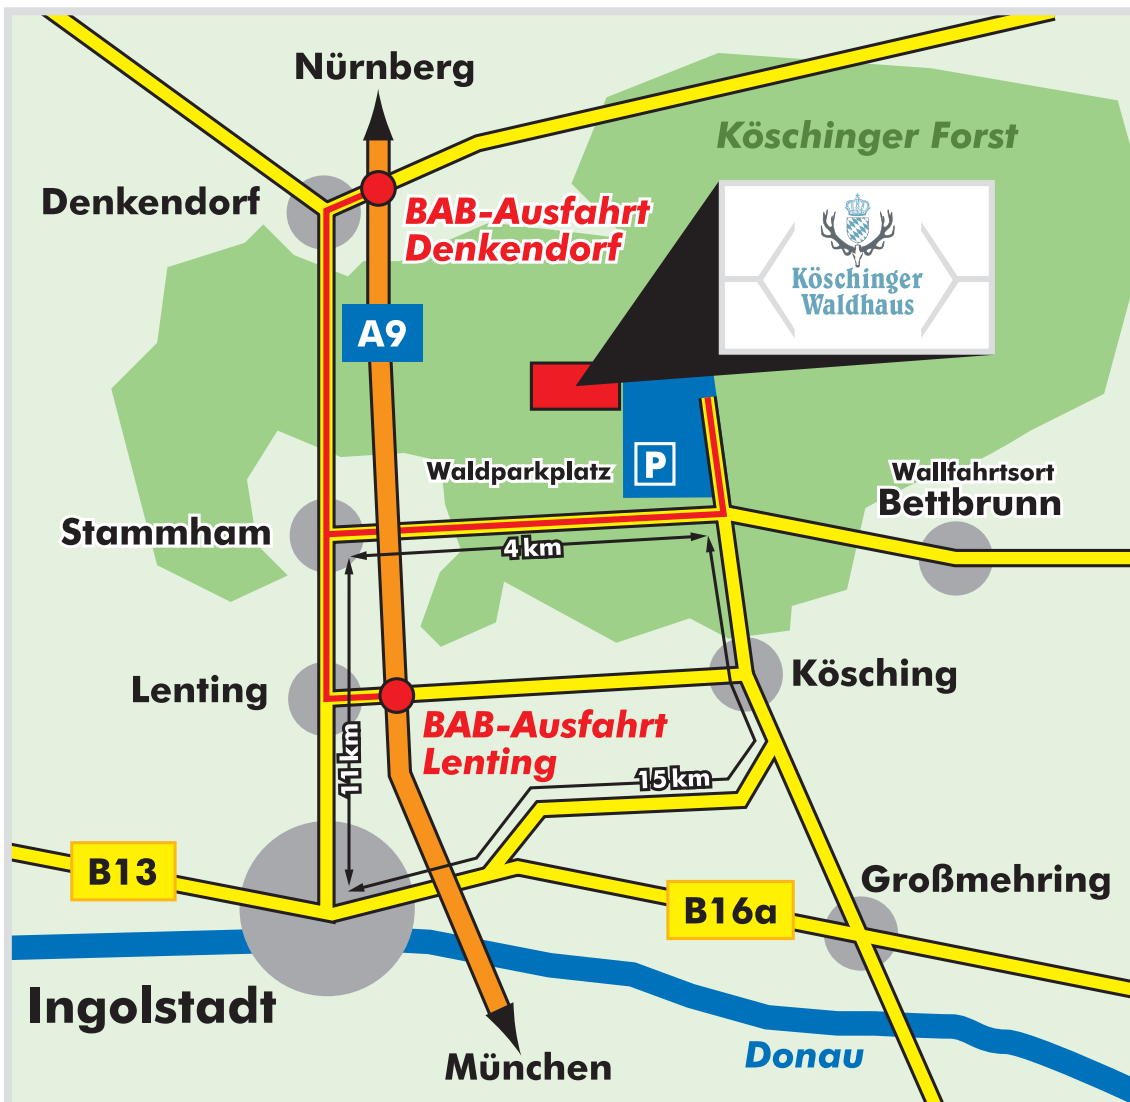 Nürnberg
Köschinger Forst
Denkendorf
BAB-Ausfahrt
Denkendorf
Köschinger
Waldhaus
A9
Waldparkplatz
P
Wallfahrtsort
Bettbrunn
Stammham
4 km
Kösching
Lenting
BAB-Ausfahrt
Lenting
11 km
15 km
B13
Großmehring
B16a
Ingolstadt
Donau
München